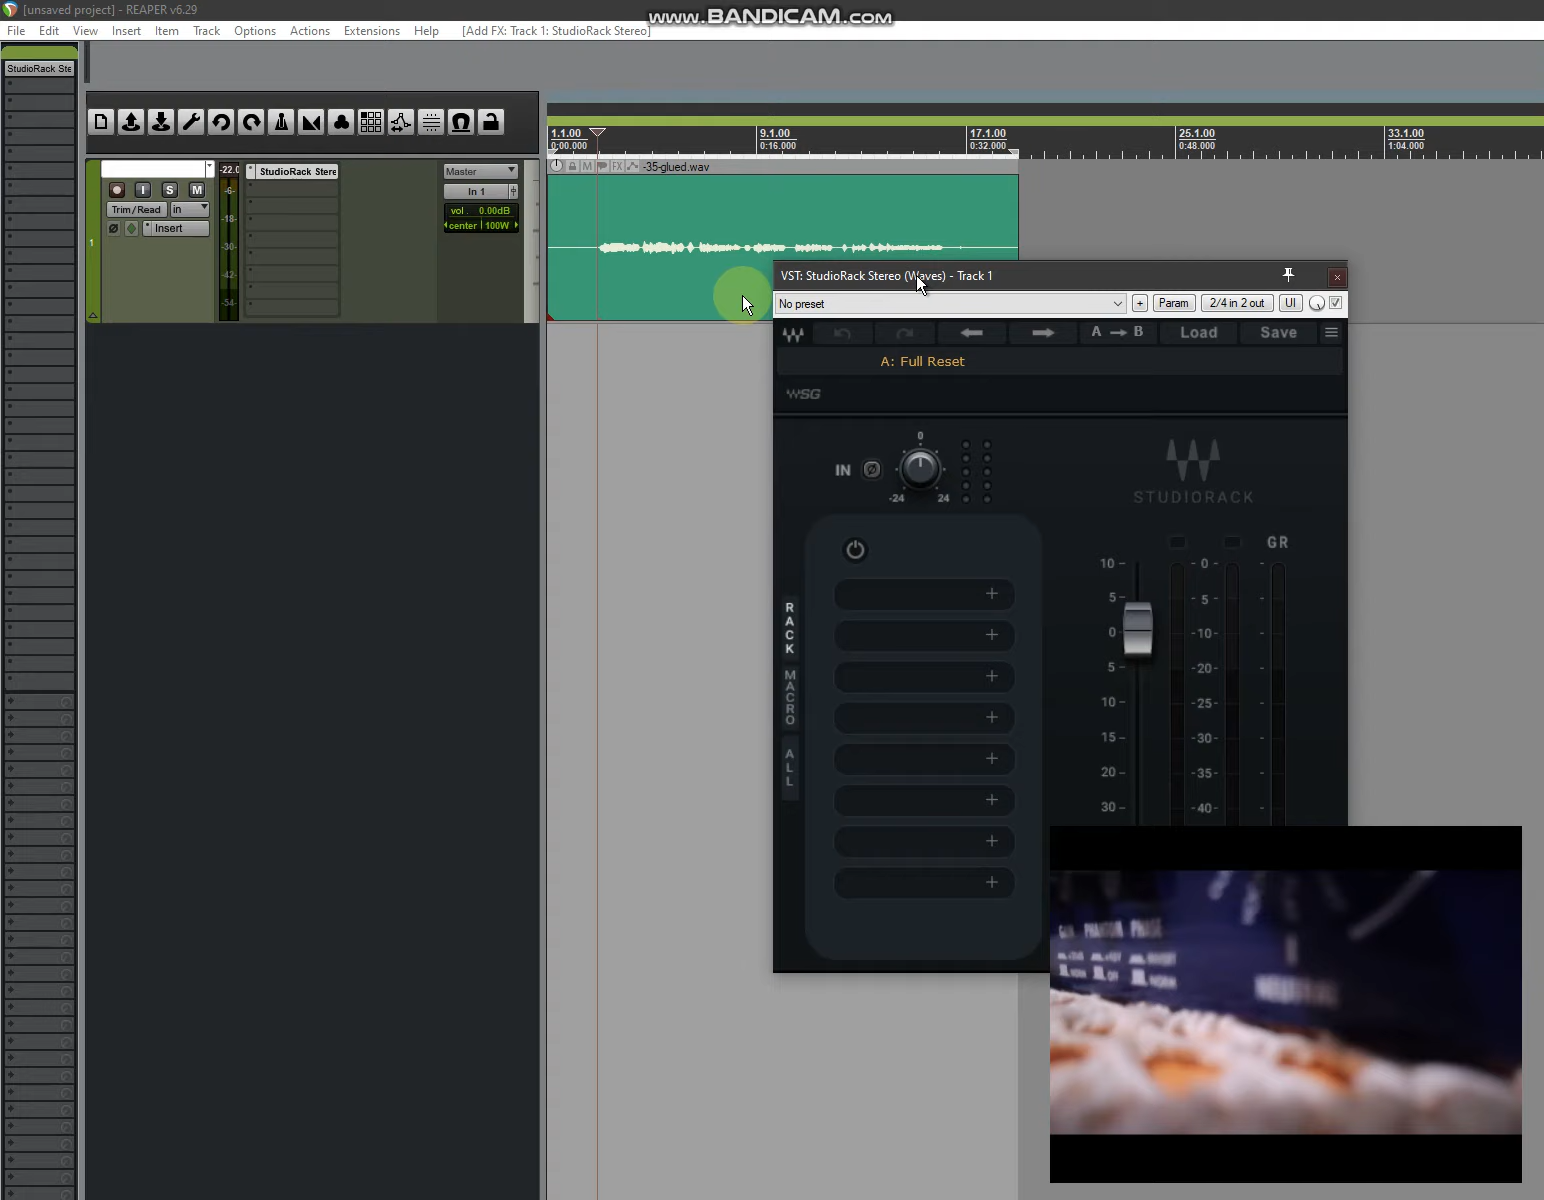 [unsaved project] - REAPER v6.29
www.BANDICAM.com
File Edit View Insert Item Track Options Actions Extensions Help [Add FX: Track 1: StudioRack Stereo]
StudioRack Ste
1.1.00 9.1.00 17.1.00 25.1.00 33.1.00
0:00.000 0:16.000 0:32.000 0:48.000 1:04.000
M FX -35-glued.wav
-22.0 StudioRack Stere Master
I S M -6- In 1
Trim/Read in -18- vol. 0.00dB
Insert -30- center 100W
1
-42-
-54-
VST: StudioRack Stereo (Waves) - Track 1
No preset + Param 2/4 in 2 out UI
A B Load Save
A: Full Reset
WSG
0
IN
-24 24
STUDIORACK
GR
RACK
MACRO
ALL
10 - - 0 - -
5 - - 5 - -
0 - -10- -
5 - -20- -
10 - -25- -
15 - -30- -
20 - -35- -
30 - -40- -
PHANTOM PHASE